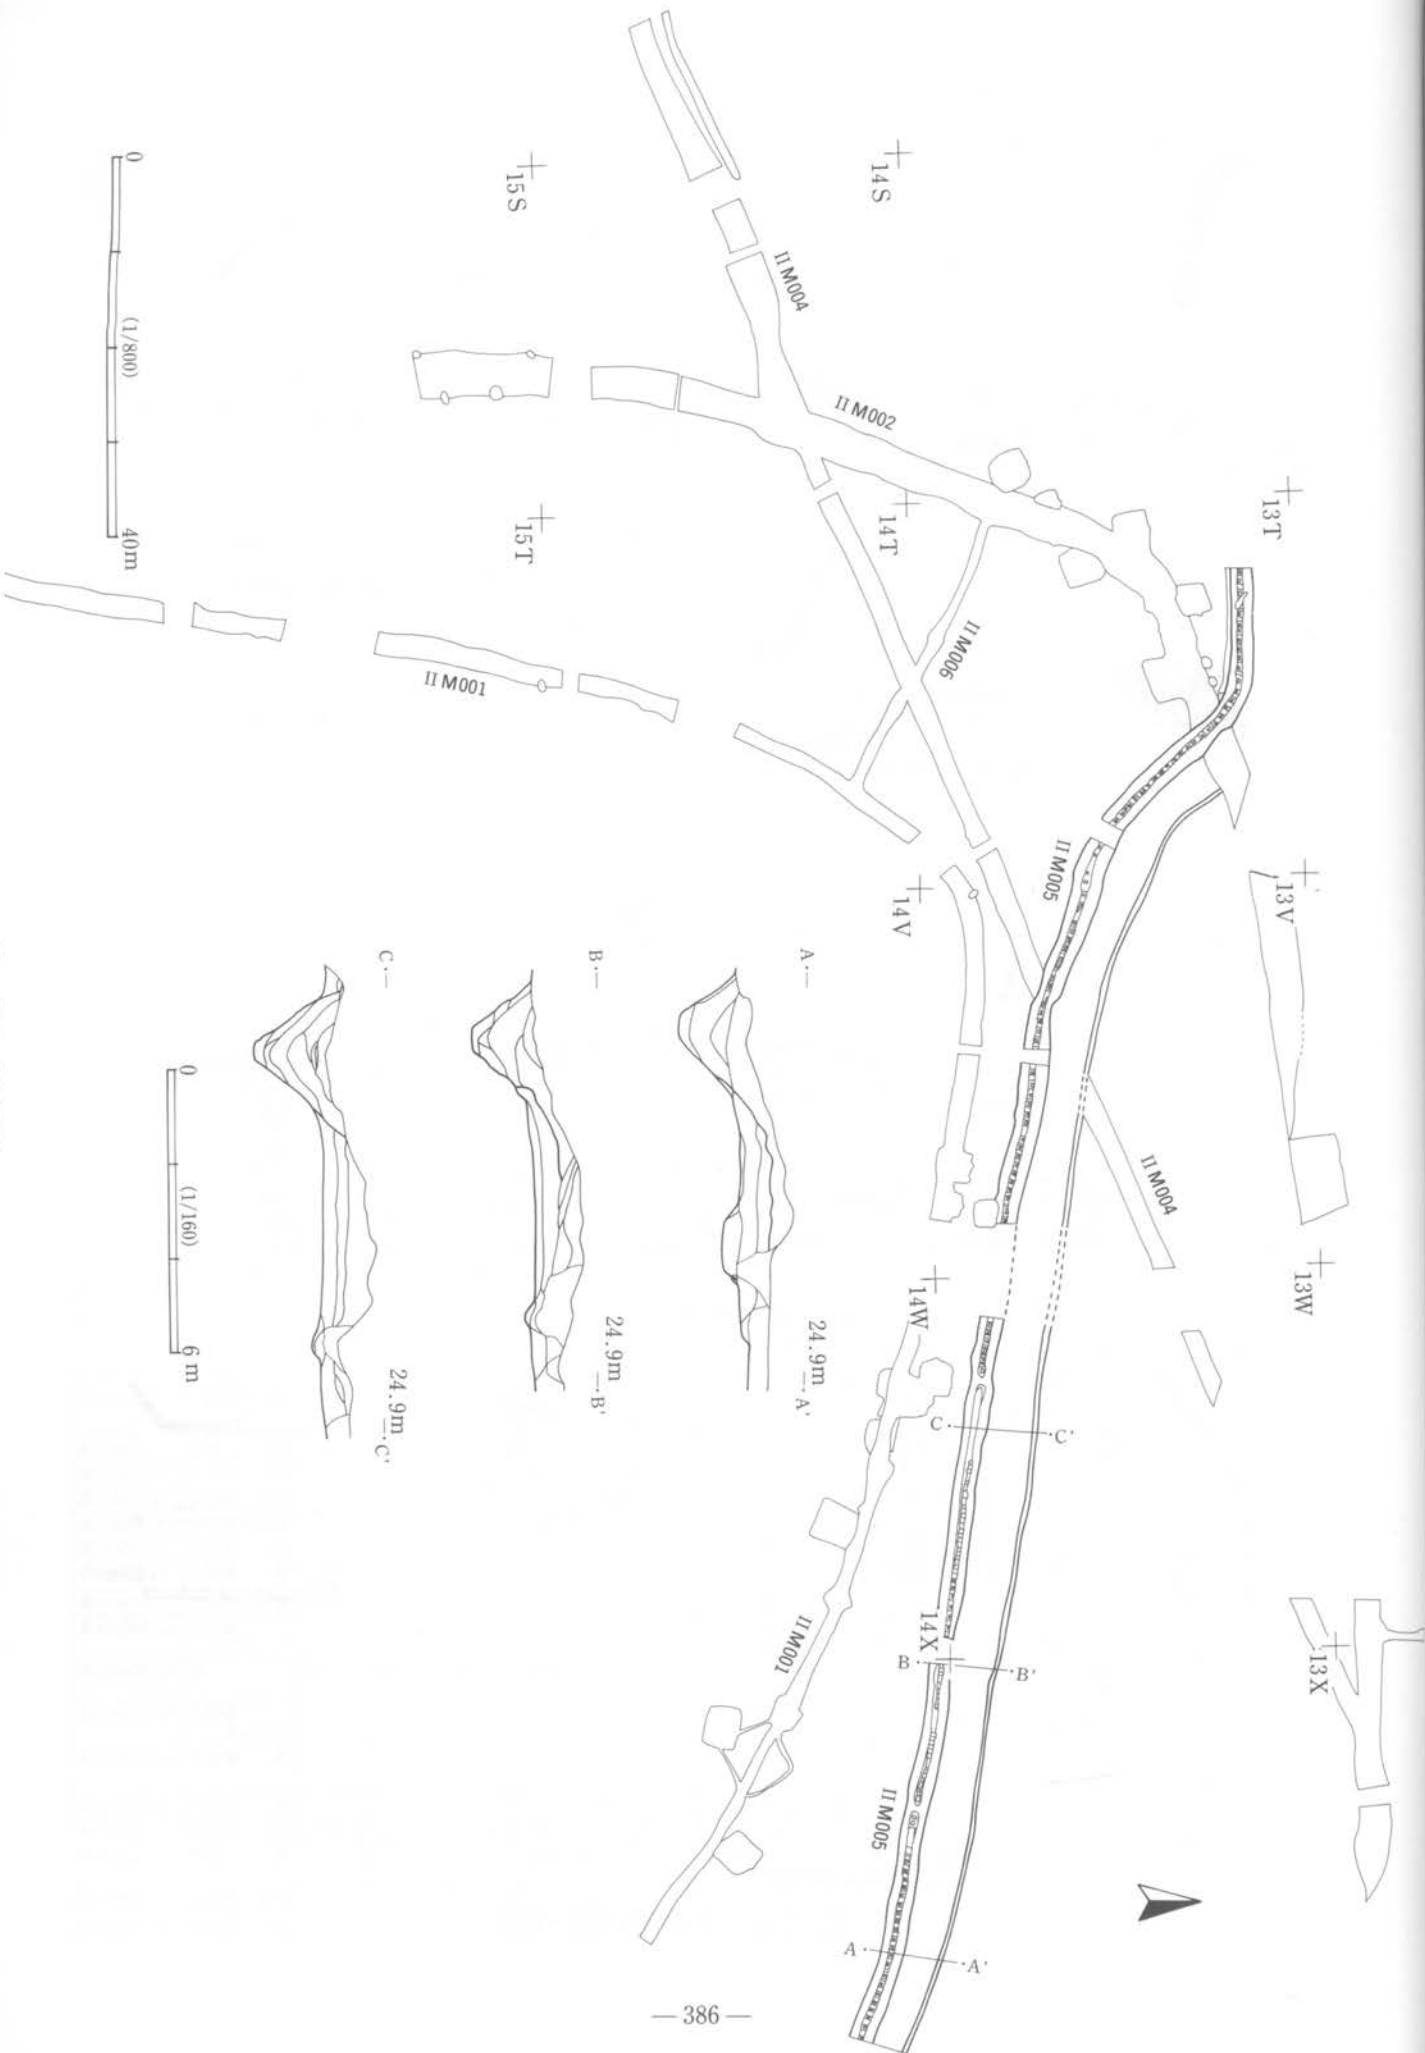 13T
13V
13W
13X
14S
14T
14V
14W
14X
15S
15T
II M004
II M002
II M006
II M001
II M005
II M004
II M001
II M005
C
C'
B
B'
A
A'
A
24.9m
A'
B
24.9m
B'
C
24.9m
C'
0
(1/800)
40m
0
(1/160)
6 m
— 386 —